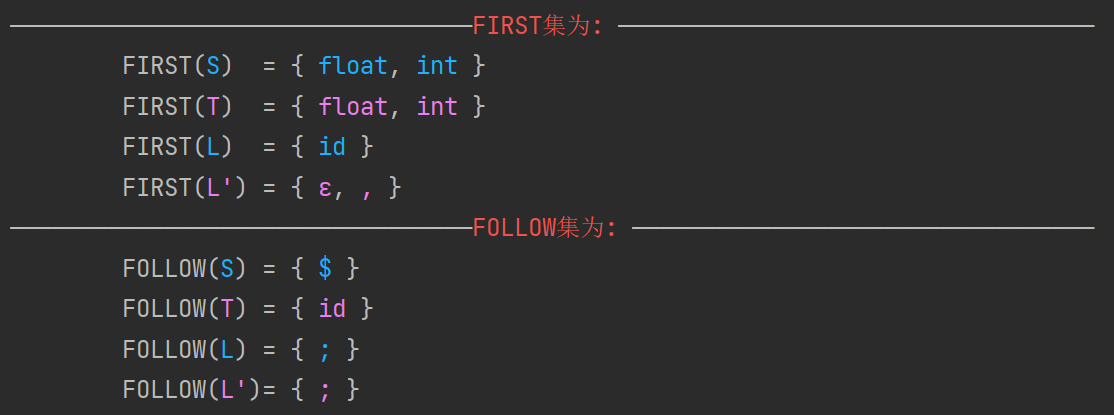 FIRST集为:
FIRST(S)  = { float, int }
FIRST(T)  = { float, int }
FIRST(L)  = { id }
FIRST(L') = { ε, , }
FOLLOW集为:
FOLLOW(S) = { $ }
FOLLOW(T) = { id }
FOLLOW(L) = { ; }
FOLLOW(L')= { ; }